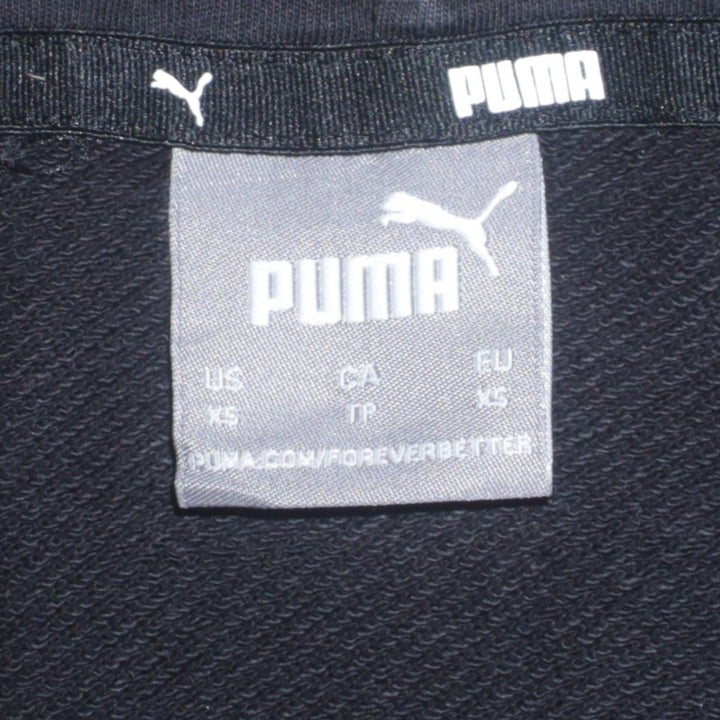 PUMA
PUMA
US CA EU
XS TP XS
PUMA.COM/FOREVERBETTER